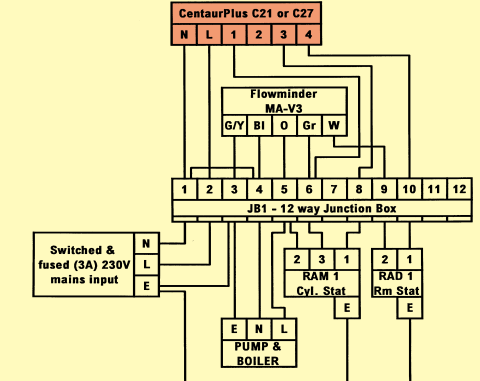 CentaurPlus C21 or C27
N L 1 2 3 4
Flowminder
MA-V3
G/Y Bl O Gr W
1 2 3 4 5 6 7 8 9 10 11 12
JB1 - 12 way Junction Box
Switched &
fused (3A) 230V
mains input
N
L
E
2 3 1
RAM 1
Cyl. Stat
E
2 1
RAD 1
Rm Stat
E
E N L
PUMP &
BOILER